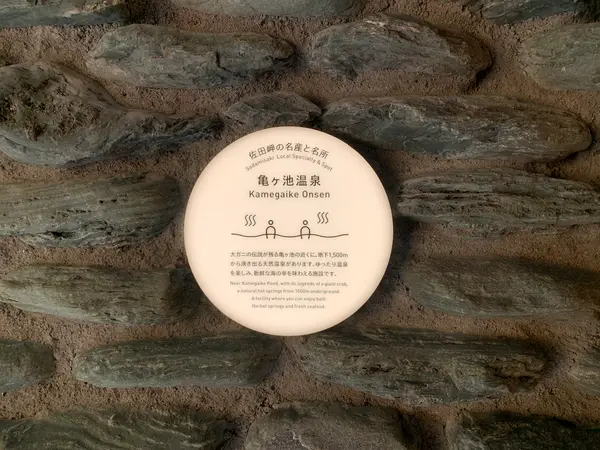 佐田岬の名産と名所
Sadamisaki Local Specialty & Spot
亀ヶ池温泉
Kamegaike Onsen
大ガニの伝説が残る亀ヶ池の近くに、地下1,500m
から湧き出る天然温泉があります。ゆったり温泉
を楽しみ、新鮮な海の幸を味わえる施設です。
Near Kamegaike Pond, with its legends of a giant crab,
a natural hot springs from 1500m underground.
A facility where you can enjoy both
the hot springs and fresh seafood.